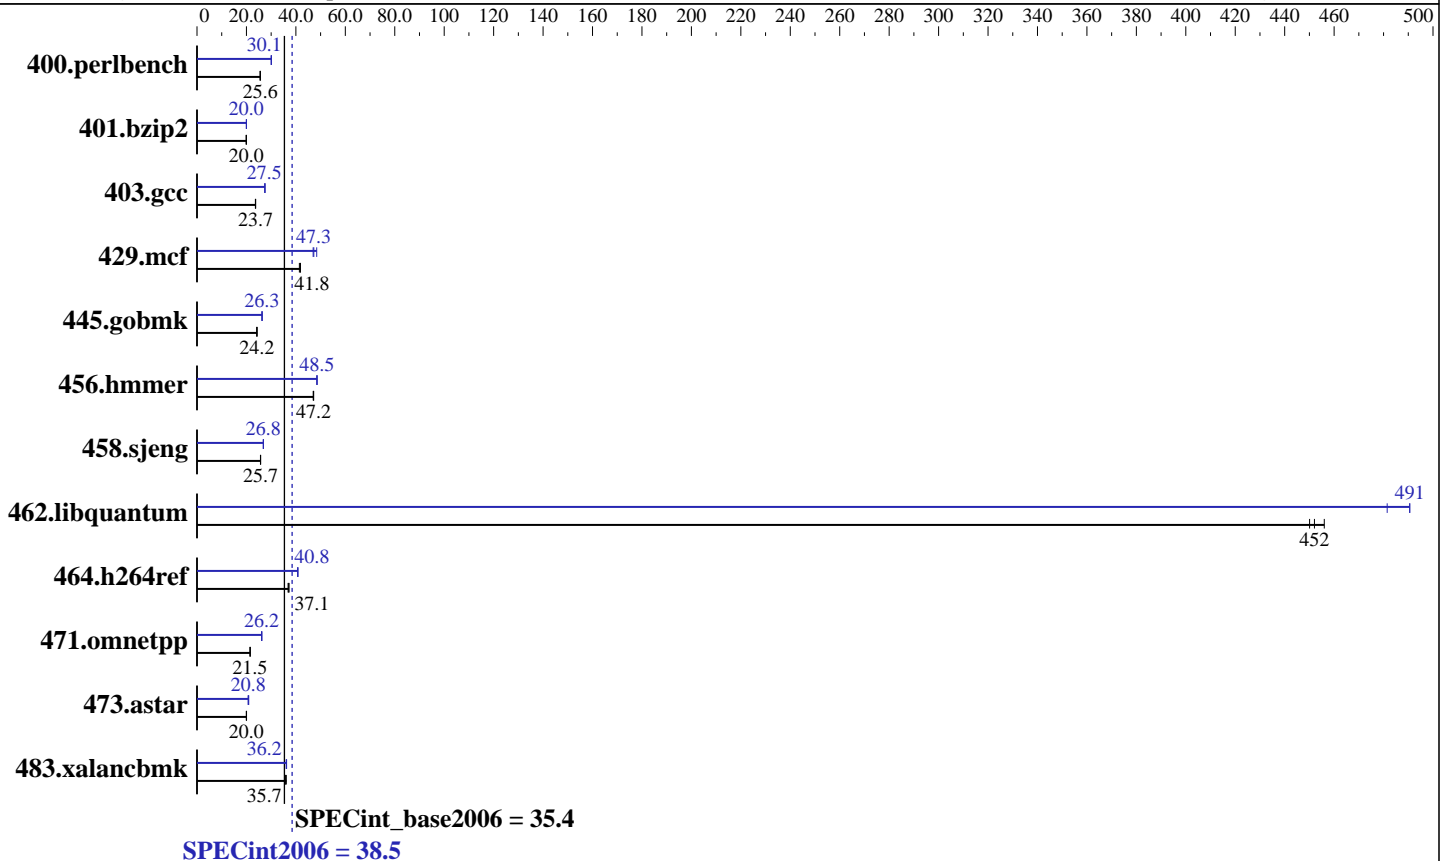 0 20.0 40.0 60.0 80.0 100 120 140 160 180 200 220 240 260 280 300 320 340 360 380 400 420 440 460 500
30.1
400.perlbench
25.6
20.0
401.bzip2
20.0
27.5
403.gcc
23.7
47.3
429.mcf
41.8
26.3
445.gobmk
24.2
48.5
456.hmmer
47.2
26.8
458.sjeng
25.7
491
462.libquantum
452
40.8
464.h264ref
37.1
26.2
471.omnetpp
21.5
20.8
473.astar
20.0
36.2
483.xalancbmk
35.7
SPECint_base2006 = 35.4
SPECint2006 = 38.5